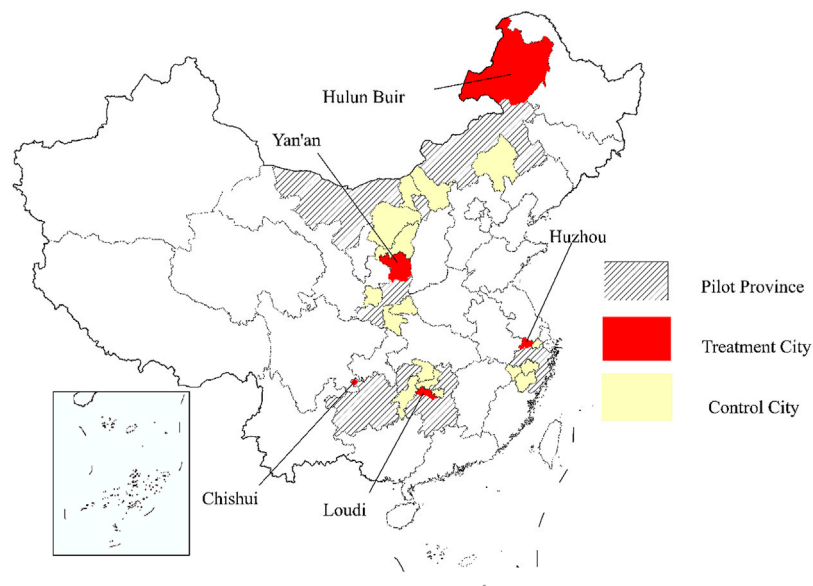 Hulun Buir
Yan'an
Huzhou
Pilot Province
Treatment City
Control City
Chishui
Loudi